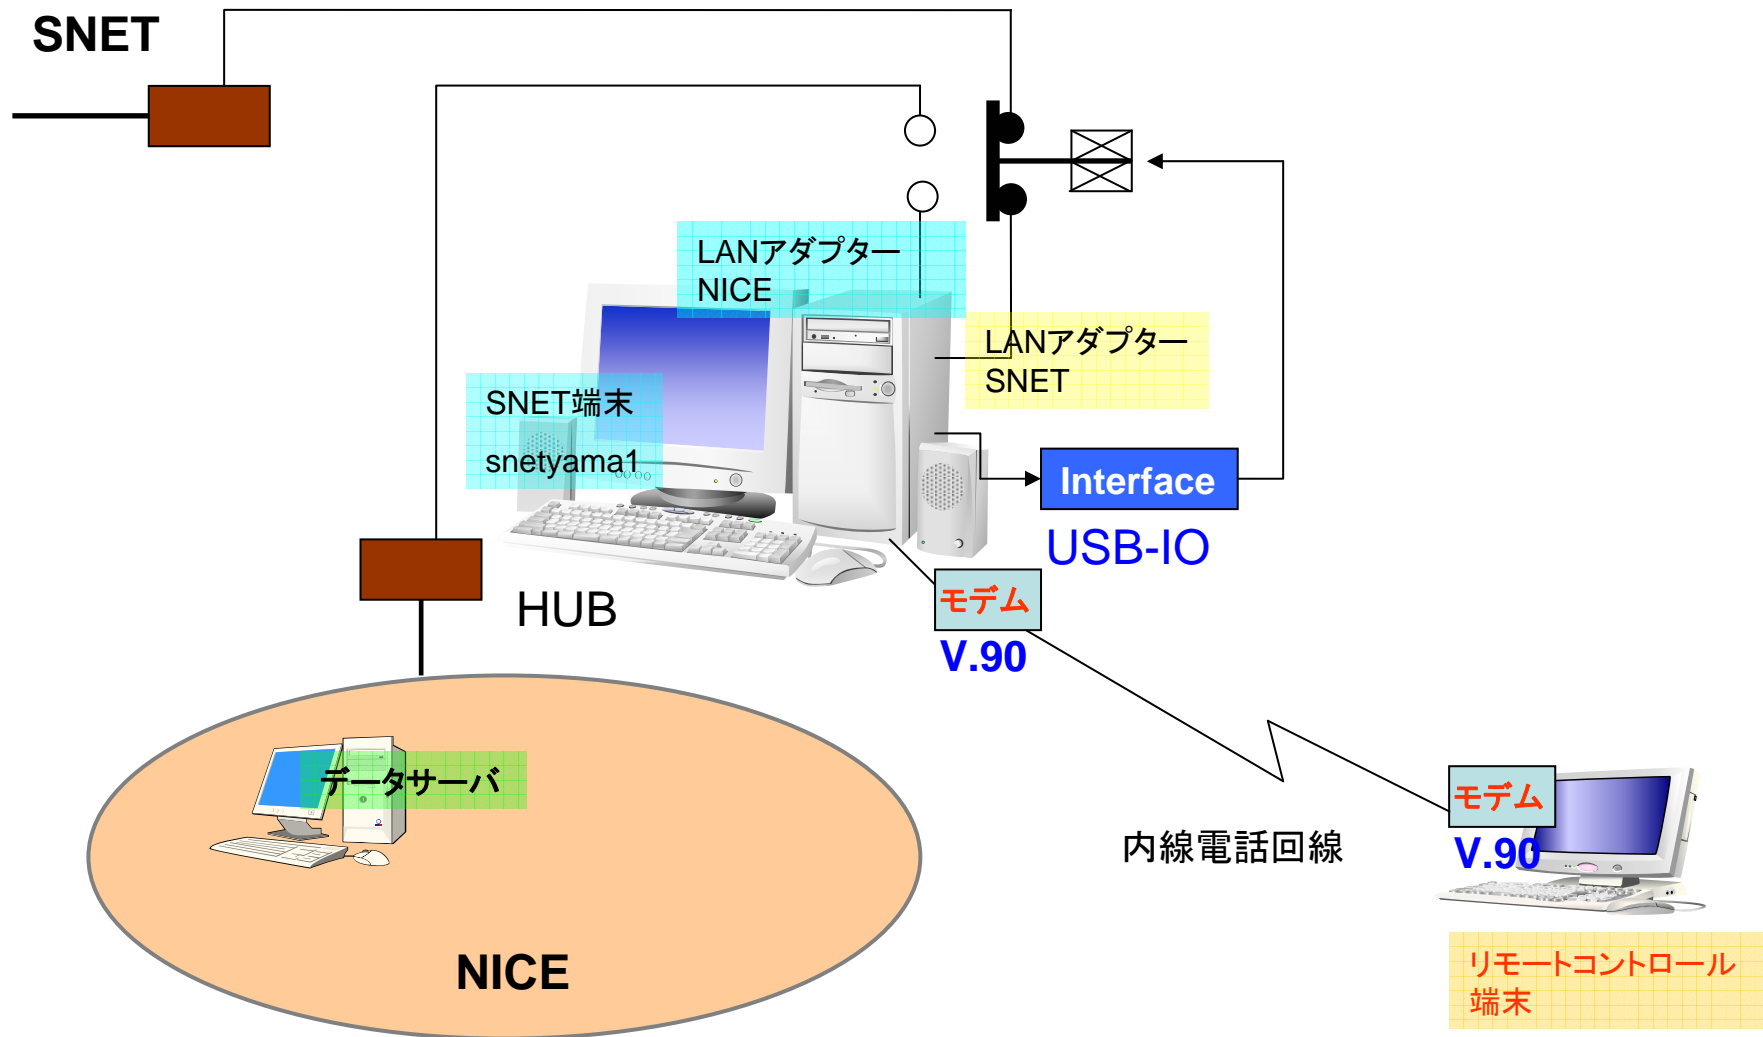 SNET
LANアダプター
NICE
LANアダプター
SNET
SNET端末
snetyama1
Interface
USB-IO
HUB
モデム
V.90
データサーバ
モデム
V.90
内線電話回線
NICE
リモートコントロール
端末